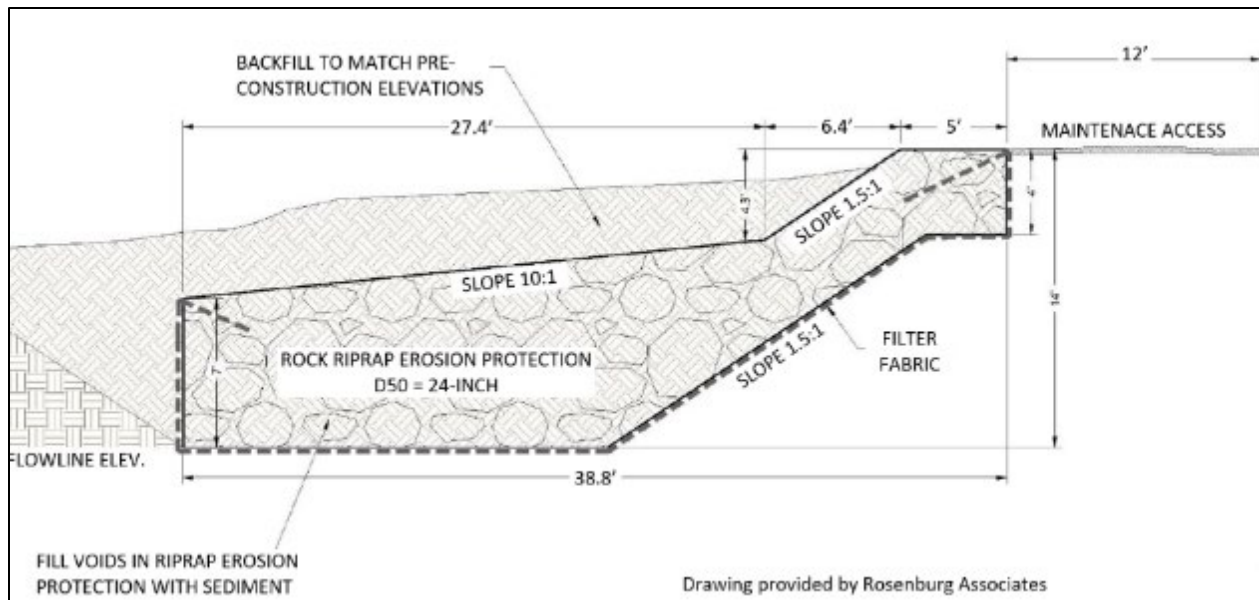 12'
BACKFILL TO MATCH PRE-
CONSTRUCTION ELEVATIONS
27.4'
6.4'
5'
MAINTENACE ACCESS
4.3'
4'
SLOPE 1.5:1
SLOPE 10:1
14'
7'
ROCK RIPRAP EROSION PROTECTION
D50 = 24-INCH
SLOPE 1.5:1
FILTER
FABRIC
FLOWLINE ELEV.
38.8'
FILL VOIDS IN RIPRAP EROSION
PROTECTION WITH SEDIMENT
Drawing provided by Rosenburg Associates